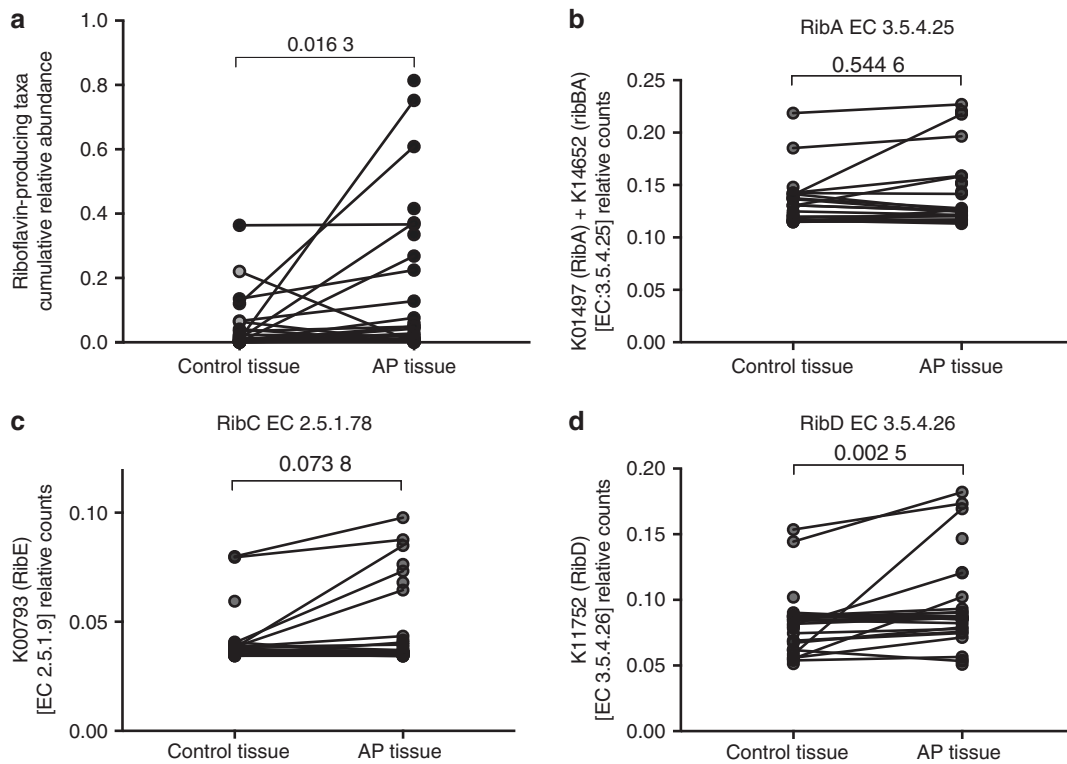 a
Riboflavin-producing taxa
cumulative relative abundance
1.0
0.8
0.6
0.4
0.2
0.0
0.016 3
Control tissue
AP tissue
b
RibA EC 3.5.4.25
K01497 (RibA) + K14652 (ribBA)
[EC:3.5.4.25] relative counts
0.25
0.20
0.15
0.10
0.05
0.00
0.544 6
Control tissue
AP tissue
c
RibC EC 2.5.1.78
K00793 (RibE)
[EC 2.5.1.9] relative counts
0.10
0.05
0.00
0.073 8
Control tissue
AP tissue
d
RibD EC 3.5.4.26
K11752 (RibD)
[EC 3.5.4.26] relative counts
0.20
0.15
0.10
0.05
0.00
0.002 5
Control tissue
AP tissue